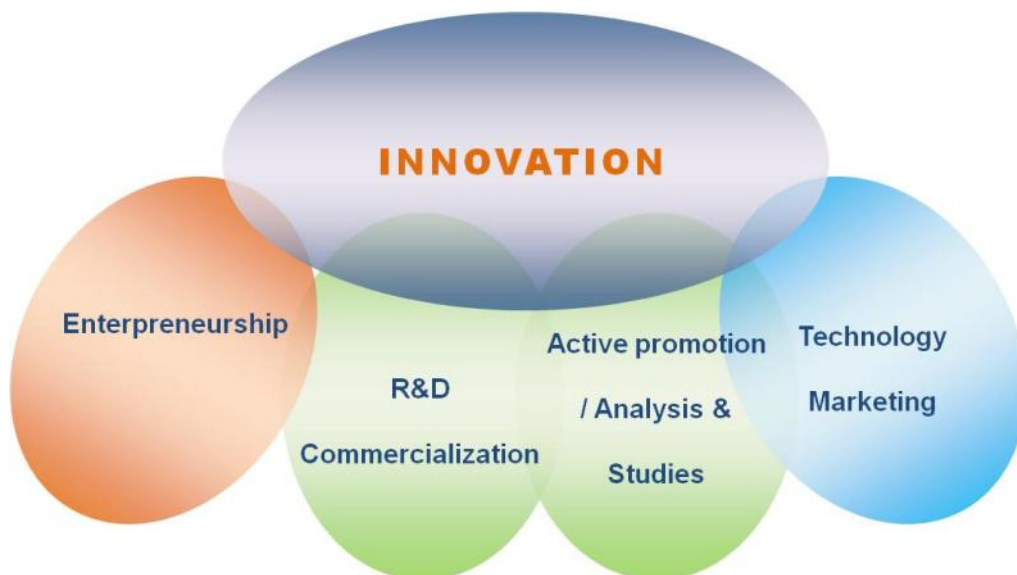 INNOVATION
Enterpreneurship
R&D
Commercialization
Active promotion
/ Analysis &
Studies
Technology
Marketing